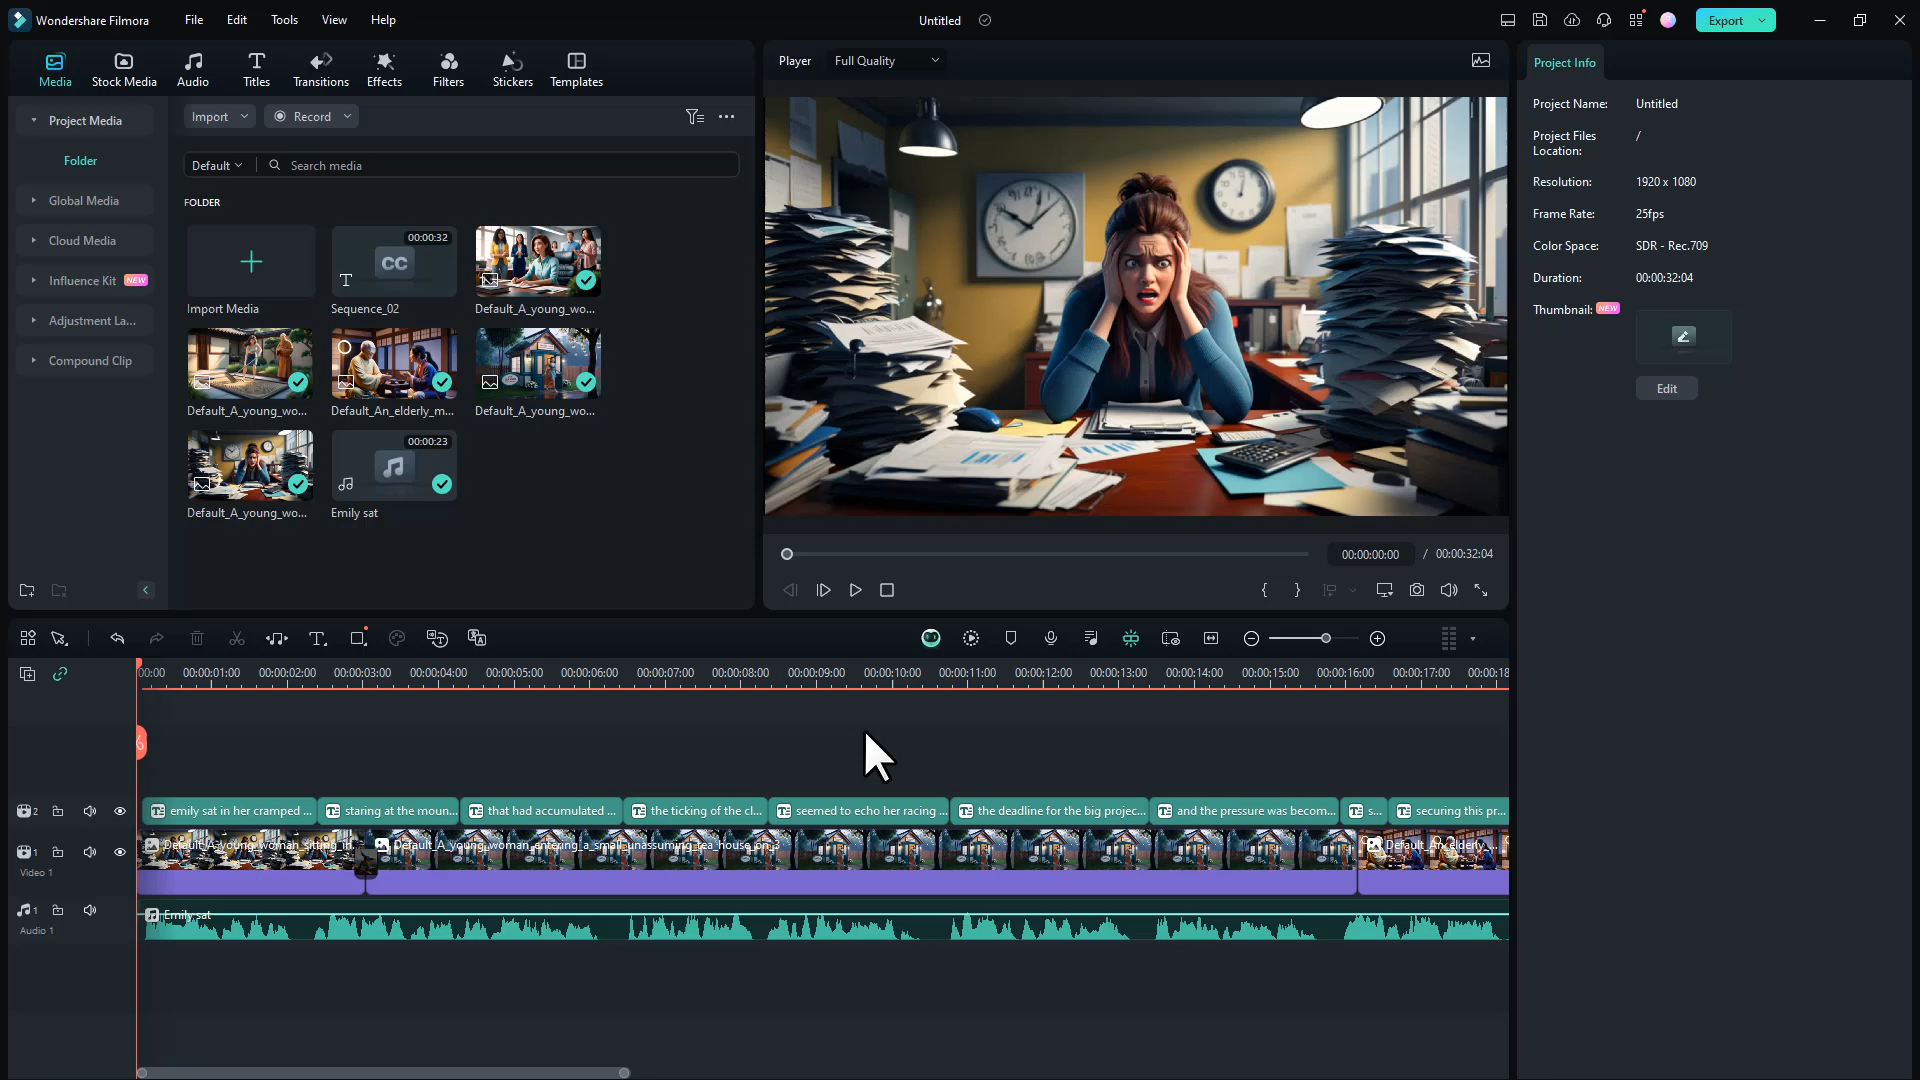 Wondershare Filmora
File Edit Tools View Help
Untitled
Export
Media Stock Media Audio Titles Transitions Effects Filters Stickers Templates
Player Full Quality
Project Info
Project Media
Folder
Global Media
Cloud Media
Influence Kit NEW
Adjustment La...
Compound Clip
Import Record
Default Search media
FOLDER
00:00:32
CC
T
Import Media Sequence_02 Default_A_young_wo...
Default_A_young_wo... Default_An_elderly_m... Default_A_young_wo...
00:00:23
Default_A_young_wo... Emily sat
00:00:00:00 / 00:00:32:04
Project Name: Untitled
Project Files Location: /
Resolution: 1920 x 1080
Frame Rate: 25fps
Color Space: SDR - Rec.709
Duration: 00:00:32:04
Thumbnail: NEW
Edit
00:00 00:00:01:00 00:00:02:00 00:00:03:00 00:00:04:00 00:00:05:00 00:00:06:00 00:00:07:00 00:00:08:00 00:00:09:00 00:00:10:00 00:00:11:00 00:00:12:00 00:00:13:00 00:00:14:00 00:00:15:00 00:00:16:00 00:00:17:00 00:00:18
2 emily sat in her cramped ... staring at the moun... that had accumulated ... the ticking of the cl... seemed to echo her racing ... the deadline for the big projec... and the pressure was becom... s... securing this pr...
1 Default_A_young_woman_sitting_in... Default_A_young_woman_entering_a_small_unassuming_tea_house_on_3 Default_An_elderly_...
Video 1
1 Emily sat
Audio 1